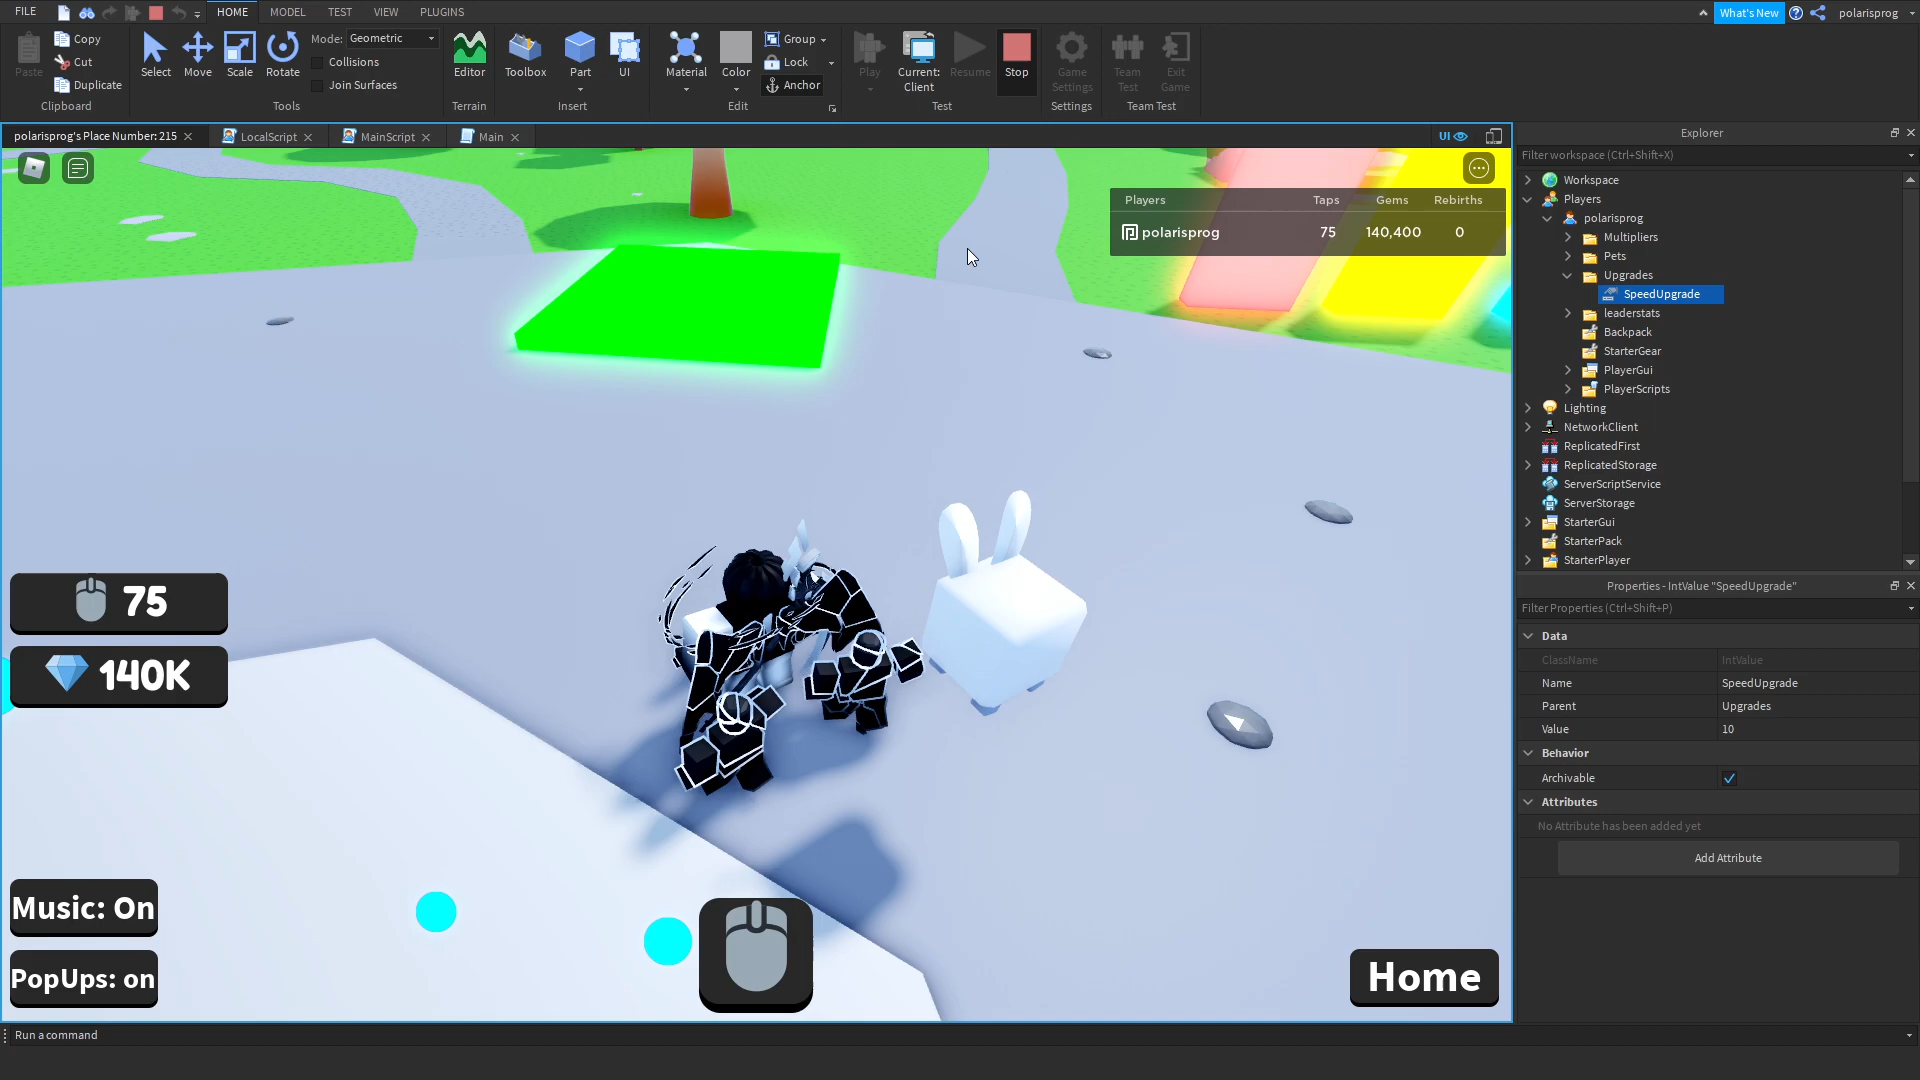 FILE
HOME
MODEL
TEST
VIEW
PLUGINS
What's New
polarisprog
Paste
Copy
Cut
Duplicate
Clipboard
Select
Move
Scale
Rotate
Mode: Geometric
Collisions
Join Surfaces
Tools
Editor
Terrain
Toolbox
Part
UI
Insert
Material
Color
Group
Lock
Anchor
Edit
Play
Current:
Client
Resume
Stop
Test
Game
Settings
Settings
Team
Test
Exit
Game
Team Test
polarisprog's Place Number: 215
LocalScript
MainScript
Main
UI
Players Taps Gems Rebirths
polarisprog 75 140,400 0
75
140K
Music: On
PopUps: on
Home
Explorer
Filter workspace (Ctrl+Shift+X)
Workspace
Players
polarisprog
Multipliers
Pets
Upgrades
SpeedUpgrade
leaderstats
Backpack
StarterGear
PlayerGui
PlayerScripts
Lighting
NetworkClient
ReplicatedFirst
ReplicatedStorage
ServerScriptService
ServerStorage
StarterGui
StarterPack
StarterPlayer
Properties - IntValue "SpeedUpgrade"
Filter Properties (Ctrl+Shift+P)
Data
ClassName IntValue
Name SpeedUpgrade
Parent Upgrades
Value 10
Behavior
Archivable
Attributes
No Attribute has been added yet
Add Attribute
Run a command